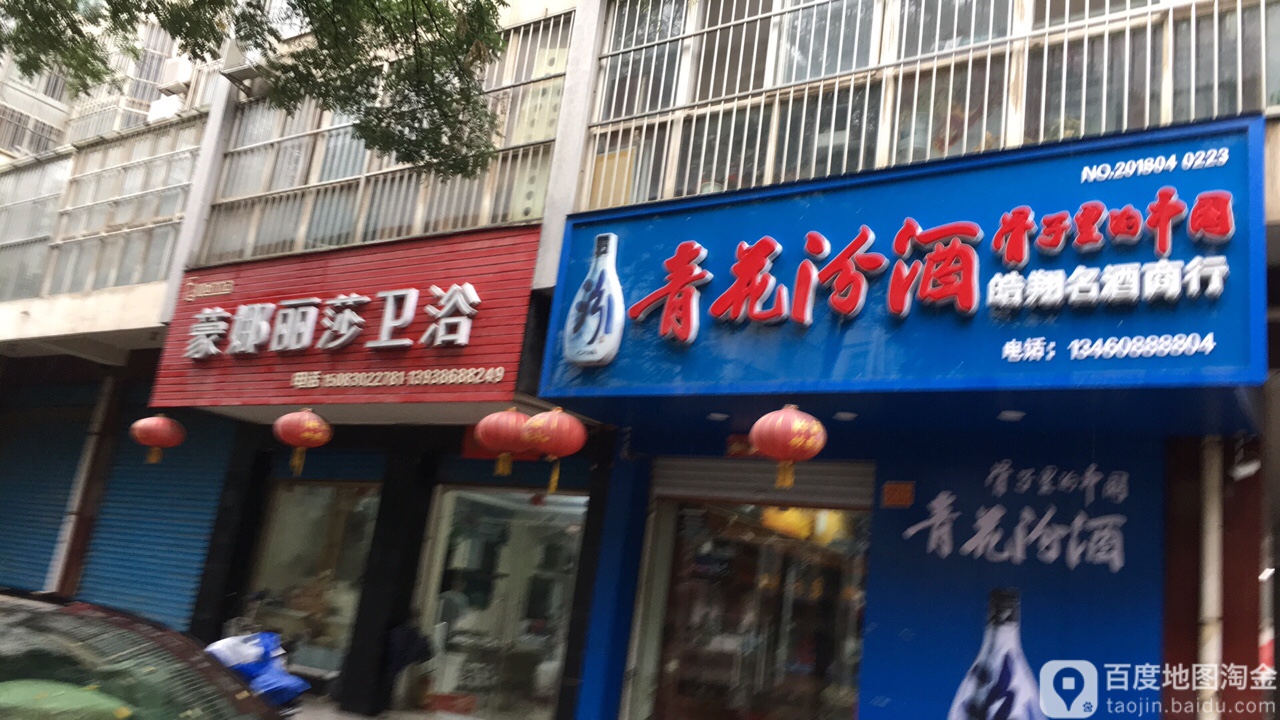 蒙娜丽莎卫浴
电话 15083022781 13938688249
NO.201804 0223
青花汾酒 骨子里的中国
皓翔名酒商行
电话：13460888804
汾
骨子里的中国
青花汾酒
汾
百度地图淘金
taojin.baidu.com